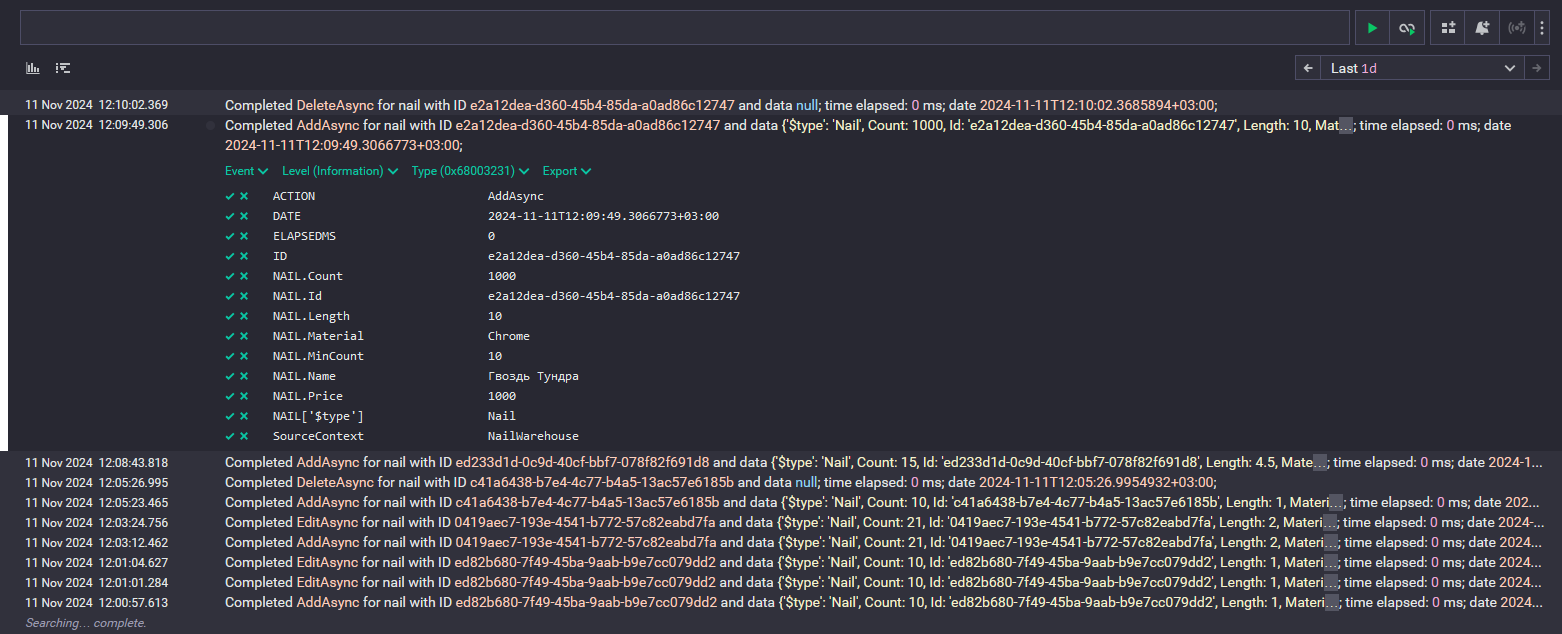 Last 1d
11 Nov 2024 12:10:02.369 Completed DeleteAsync for nail with ID e2a12dea-d360-45b4-85da-a0ad86c12747 and data null; time elapsed: 0 ms; date 2024-11-11T12:10:02.3685894+03:00;
11 Nov 2024 12:09:49.306 Completed AddAsync for nail with ID e2a12dea-d360-45b4-85da-a0ad86c12747 and data {'$type': 'Nail', Count: 1000, Id: 'e2a12dea-d360-45b4-85da-a0ad86c12747', Length: 10, Mat...; time elapsed: 0 ms; date
2024-11-11T12:09:49.3066773+03:00;
Event Level (Information) Type (0x68003231) Export
ACTION AddAsync
DATE 2024-11-11T12:09:49.3066773+03:00
ELAPSEDMS 0
ID e2a12dea-d360-45b4-85da-a0ad86c12747
NAIL.Count 1000
NAIL.Id e2a12dea-d360-45b4-85da-a0ad86c12747
NAIL.Length 10
NAIL.Material Chrome
NAIL.MinCount 10
NAIL.Name Гвоздь Тундра
NAIL.Price 1000
NAIL['$type'] Nail
SourceContext NailWarehouse
11 Nov 2024 12:08:43.818 Completed AddAsync for nail with ID ed233d1d-0c9d-40cf-bbf7-078f82f691d8 and data {'$type': 'Nail', Count: 15, Id: 'ed233d1d-0c9d-40cf-bbf7-078f82f691d8', Length: 4.5, Mate...; time elapsed: 0 ms; date 2024-1...
11 Nov 2024 12:05:26.995 Completed DeleteAsync for nail with ID c41a6438-b7e4-4c77-b4a5-13ac57e6185b and data null; time elapsed: 0 ms; date 2024-11-11T12:05:26.9954932+03:00;
11 Nov 2024 12:05:23.465 Completed AddAsync for nail with ID c41a6438-b7e4-4c77-b4a5-13ac57e6185b and data {'$type': 'Nail', Count: 10, Id: 'c41a6438-b7e4-4c77-b4a5-13ac57e6185b', Length: 1, Materi...; time elapsed: 0 ms; date 202...
11 Nov 2024 12:03:24.756 Completed EditAsync for nail with ID 0419aec7-193e-4541-b772-57c82eabd7fa and data {'$type': 'Nail', Count: 21, Id: '0419aec7-193e-4541-b772-57c82eabd7fa', Length: 2, Materi...; time elapsed: 0 ms; date 2024-...
11 Nov 2024 12:03:12.462 Completed AddAsync for nail with ID 0419aec7-193e-4541-b772-57c82eabd7fa and data {'$type': 'Nail', Count: 21, Id: '0419aec7-193e-4541-b772-57c82eabd7fa', Length: 2, Materi...; time elapsed: 0 ms; date 2024...
11 Nov 2024 12:01:04.627 Completed EditAsync for nail with ID ed82b680-7f49-45ba-9aab-b9e7cc079dd2 and data {'$type': 'Nail', Count: 10, Id: 'ed82b680-7f49-45ba-9aab-b9e7cc079dd2', Length: 1, Materi...; time elapsed: 0 ms; date 2024...
11 Nov 2024 12:01:01.284 Completed EditAsync for nail with ID ed82b680-7f49-45ba-9aab-b9e7cc079dd2 and data {'$type': 'Nail', Count: 10, Id: 'ed82b680-7f49-45ba-9aab-b9e7cc079dd2', Length: 1, Materi...; time elapsed: 0 ms; date 2024...
11 Nov 2024 12:00:57.613 Completed AddAsync for nail with ID ed82b680-7f49-45ba-9aab-b9e7cc079dd2 and data {'$type': 'Nail', Count: 10, Id: 'ed82b680-7f49-45ba-9aab-b9e7cc079dd2', Length: 1, Materi...; time elapsed: 0 ms; date 2024...
Searching... complete.